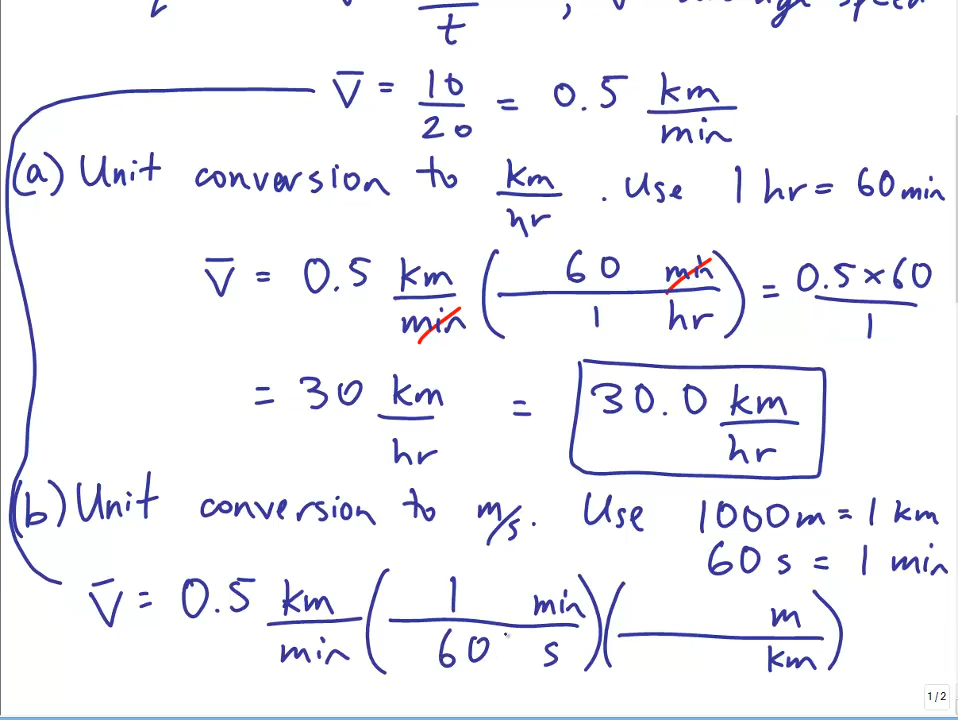 t , speed
V̅ = 10/20 = 0.5 km/min
(a) Unit conversion to km/hr . Use 1 hr = 60 min
V̅ = 0.5 km/min ( 60 min / 1 hr ) = 0.5 × 60 / 1
= 30 km/hr = 30.0 km/hr
(b) Unit conversion to m/s. Use 1000 m = 1 km
60 s = 1 min
V̅ = 0.5 km/min ( 1 min / 60 s ) ( m / km )
1/2